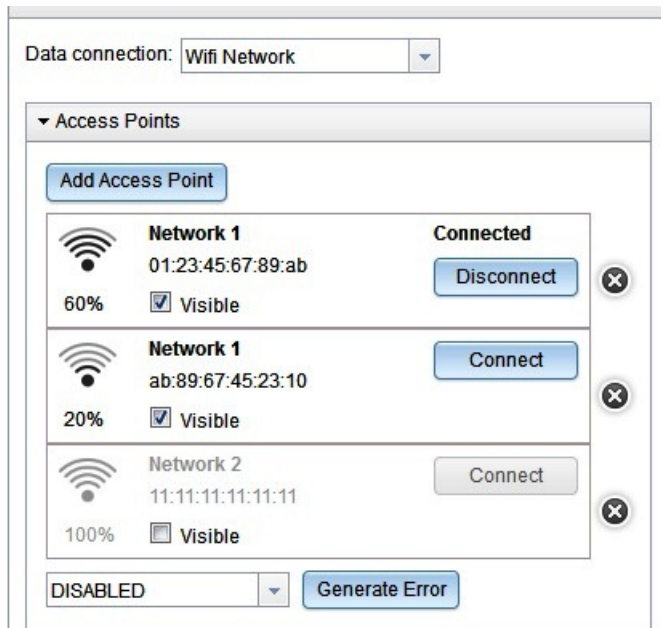 Data connection: Wifi Network
Access Points
Add Access Point
Network 1 Connected
01:23:45:67:89:ab Disconnect
60% Visible
Network 1 Connect
ab:89:67:45:23:10
20% Visible
Network 2 Connect
11:11:11:11:11:11
100% Visible
DISABLED Generate Error